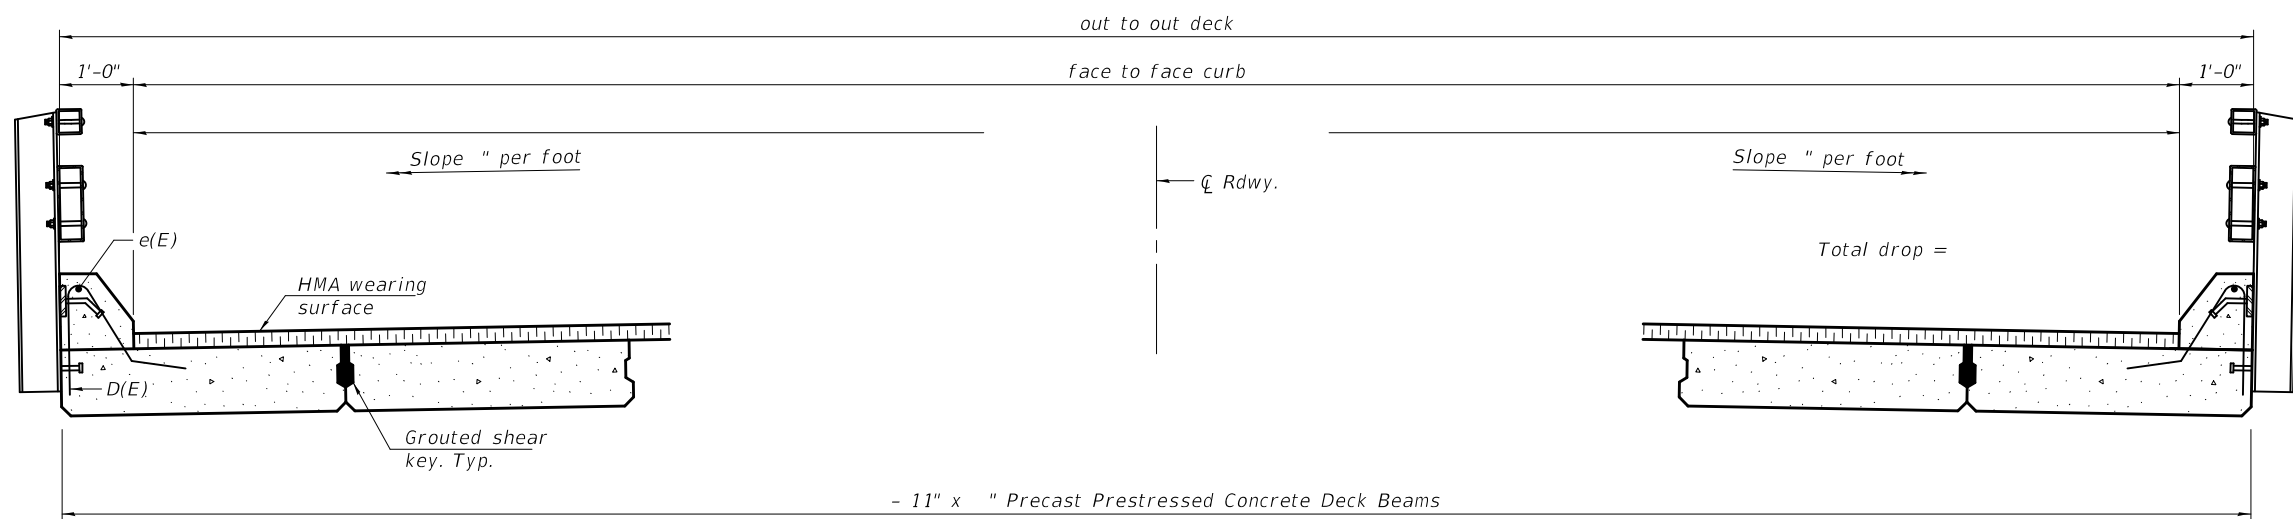 out to out deck
1'-0"
face to face curb
1'-0"
Slope " per foot
Slope " per foot
℄ Rdwy.
e(E)
Total drop =
HMA wearing
surface
D(E)
Grouted shear
key. Typ.
- 11" x " Precast Prestressed Concrete Deck Beams